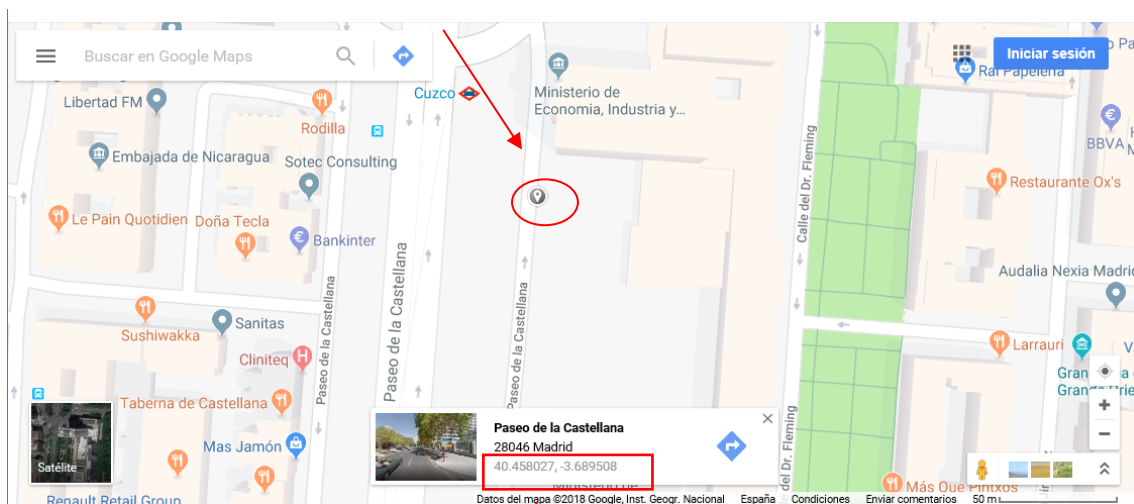 Buscar en Google Maps
Iniciar sesión
Ral Papelería
Cuzco
Ministerio de
Economia, Industria y...
Libertad FM
Rodilla
BBVA
Embajada de Nicaragua
Sotec Consulting
Calle del Dr. Fleming
Restaurante Ox's
Le Pain Quotidien
Doña Tecla
Bankinter
Paseo de la Castellana
Audalia Nexia Madrid
Paseo de la Castellana
Paseo de la Castellana
Sanitas
Sushiwakka
Cliniteq
Larrauri
Taberna de Castellana
Mas Jamón
Satélite
Paseo de la Castellana
28046 Madrid
40.458027, -3.689508
del Dr. Fleming
Más Que Pintxos
Renault Retail Group
Datos del mapa ©2018 Google, Inst. Geogr. Nacional España Condiciones Enviar comentarios 50 m